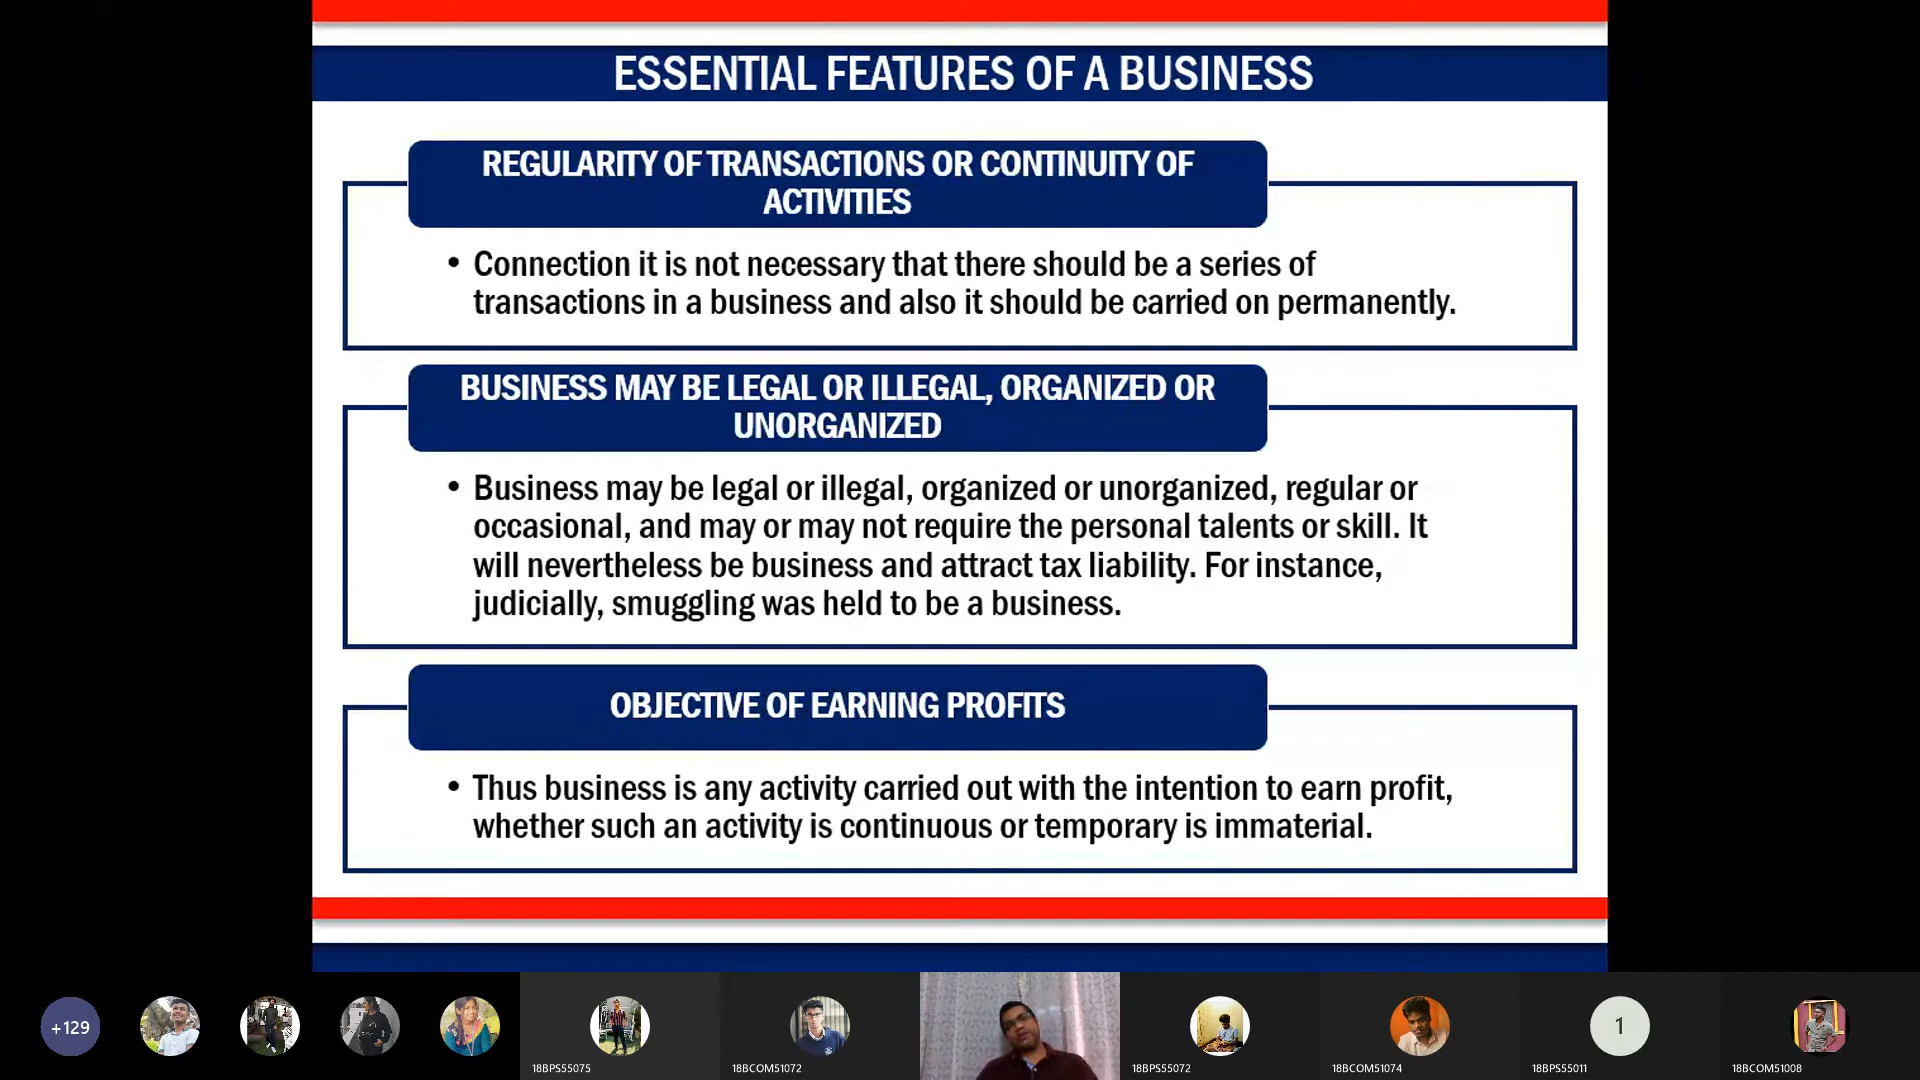 ESSENTIAL FEATURES OF A BUSINESS
REGULARITY OF TRANSACTIONS OR CONTINUITY OF
ACTIVITIES
• Connection it is not necessary that there should be a series of
transactions in a business and also it should be carried on permanently.
BUSINESS MAY BE LEGAL OR ILLEGAL, ORGANIZED OR
UNORGANIZED
• Business may be legal or illegal, organized or unorganized, regular or
occasional, and may or may not require the personal talents or skill. It
will nevertheless be business and attract tax liability. For instance,
judicially, smuggling was held to be a business.
OBJECTIVE OF EARNING PROFITS
• Thus business is any activity carried out with the intention to earn profit,
whether such an activity is continuous or temporary is immaterial.
+129
1
18BPS55075
18BCOM51072
18BPS55072
18BCOM51074
18BPS55011
18BCOM51008